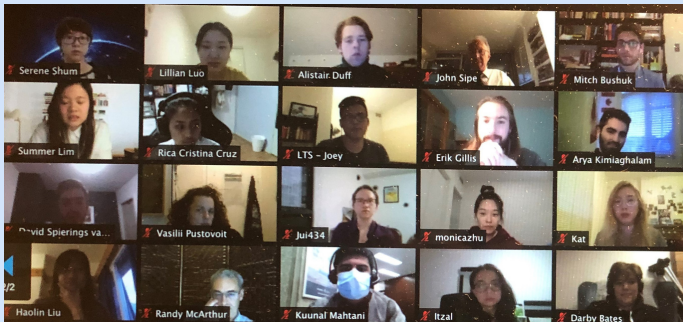 Serene Shum
Lillian Luo
Alistair Duff
John Sipe
Mitch Bushuk
Summer Lim
Rica Cristina Cruz
LTS - Joey
Erik Gillis
Arya Kimiaghalam
David Spierings va...
Vasilii Pustovoit
Jui434
monicazhu
Kat
2/2
Haolin Liu
Randy McArthur
Kuunal Mahtani
Itzal
Darby Bates